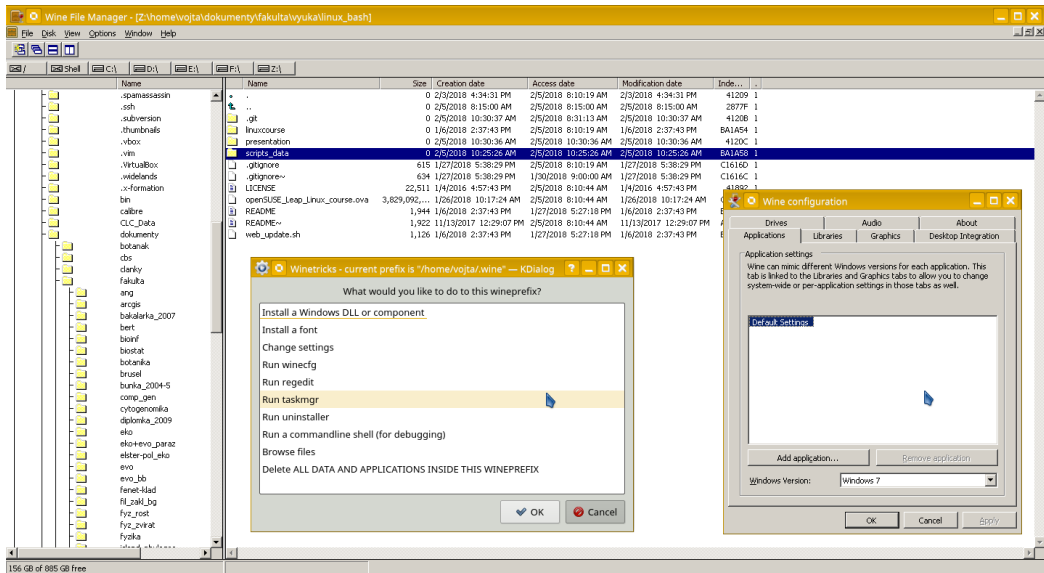 Wine File Manager - [Z:\home\vojta\dokumenty\fakulta\vyuka\linux_bash]
File Disk View Options Window Help
/ Shell C:\ D:\ E:\ F:\ Z:\
Name
.spamassassin
.ssh
.subversion
.thumbnails
.vbox
.vim
.VirtualBox
.widelands
.x-formation
bin
calibre
CLC_Data
dokumenty
botanak
cbs
clanky
fakulta
ang
arcgis
bakalarka_2007
bert
bioinf
biostat
botanika
brusel
bunka_2004-5
comp_gen
cytogenomika
diplomka_2009
eko
eko+evo_paraz
elster-pol_eko
evo
evo_bb
fenet-klad
fil_zakl_bg
fyz_rost
fyz_zvirat
fyzika
Name Size Creation date Access date Modification date Inde...
. 0 2/3/2018 4:34:31 PM 2/5/2018 8:10:19 AM 2/3/2018 4:34:31 PM 41209 1
.. 0 2/5/2018 8:15:00 AM 2/5/2018 8:15:00 AM 2/5/2018 8:15:00 AM 2877F 1
.git 0 2/5/2018 10:30:37 AM 2/5/2018 8:31:13 AM 2/5/2018 10:30:37 AM 4120B 1
linuxcourse 0 1/6/2018 2:37:43 PM 2/5/2018 8:10:19 AM 1/6/2018 2:37:43 PM BA1A54 1
presentation 0 2/5/2018 10:30:36 AM 2/5/2018 10:30:36 AM 2/5/2018 10:30:36 AM 4120C 1
scripts_data 0 2/5/2018 10:25:26 AM 2/5/2018 10:25:26 AM 2/5/2018 10:25:26 AM BA1A58 1
.gitignore 615 1/27/2018 5:38:29 PM 2/5/2018 8:10:19 AM 1/27/2018 5:38:29 PM C1616D 1
.gitignore~ 634 1/27/2018 5:38:29 PM 1/30/2018 9:00:00 AM 1/27/2018 5:38:29 PM C1616C 1
LICENSE 22,511 1/4/2016 4:57:43 PM 2/5/2018 8:10:44 AM 1/4/2016 4:57:43 PM 41892 1
openSUSE_Leap_Linux_course.ova 3,829,092,... 1/26/2018 10:17:24 AM 2/5/2018 8:10:44 AM 1/26/2018 10:17:24 AM
README 1,944 1/6/2018 2:37:43 PM 1/27/2018 5:27:18 PM 1/6/2018 2:37:43 PM
README~ 1,922 11/13/2017 12:29:07 PM 2/5/2018 8:10:44 AM 11/13/2017 12:29:07 PM
web_update.sh 1,126 1/6/2018 2:37:43 PM 1/27/2018 5:27:18 PM 1/6/2018 2:37:43 PM
Winetricks - current prefix is "/home/vojta/.wine" — KDialog
What would you like to do to this wineprefix?
Install a Windows DLL or component
Install a font
Change settings
Run winecfg
Run regedit
Run taskmgr
Run uninstaller
Run a commandline shell (for debugging)
Browse files
Delete ALL DATA AND APPLICATIONS INSIDE THIS WINEPREFIX
OK Cancel
Wine configuration
Drives Audio About
Applications Libraries Graphics Desktop Integration
Application settings
Wine can mimic different Windows versions for each application. This
tab is linked to the Libraries and Graphics tabs to allow you to change
system-wide or per-application settings in those tabs as well.
Default Settings
Add application... Remove application
Windows Version: Windows 7
OK Cancel Apply
156 GB of 885 GB free